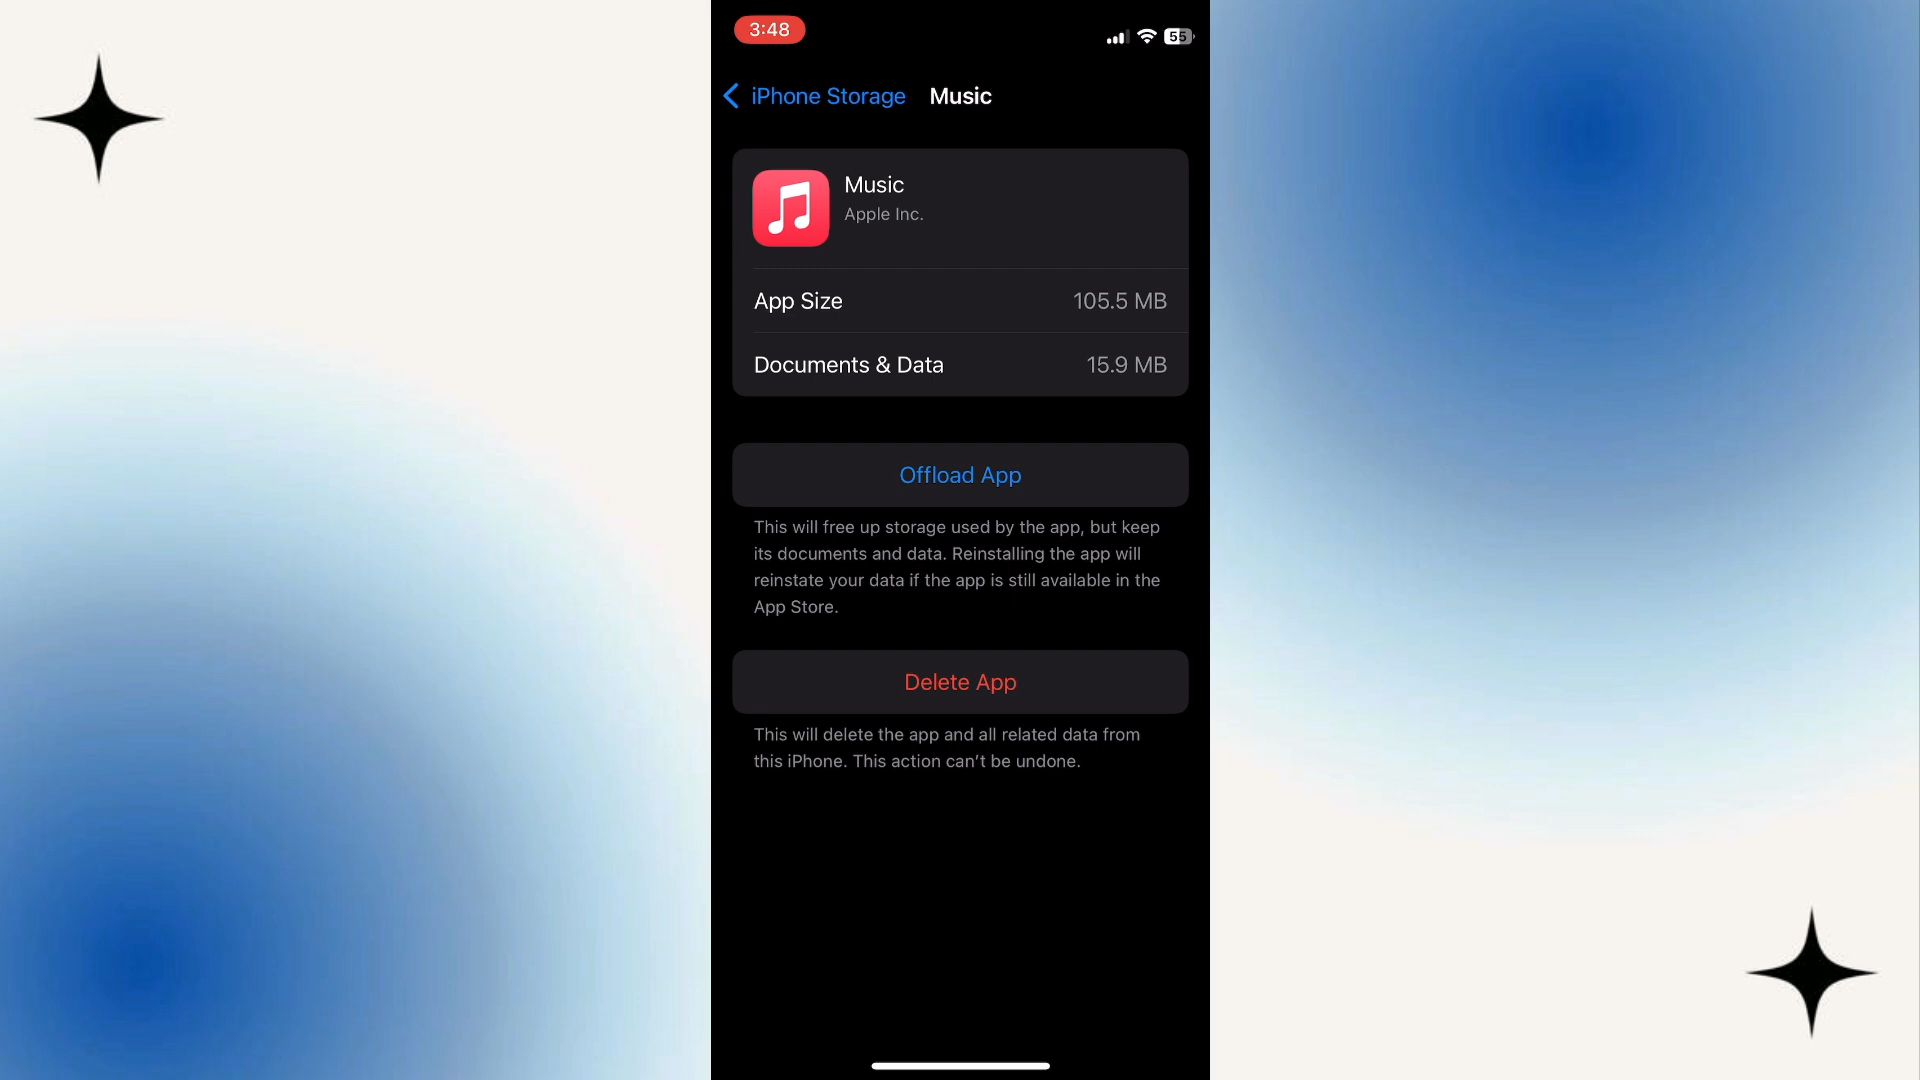 3:48
55
iPhone Storage Music
Music
Apple Inc.
App Size 105.5 MB
Documents & Data 15.9 MB
Offload App
This will free up storage used by the app, but keep
its documents and data. Reinstalling the app will
reinstate your data if the app is still available in the
App Store.
Delete App
This will delete the app and all related data from
this iPhone. This action can’t be undone.